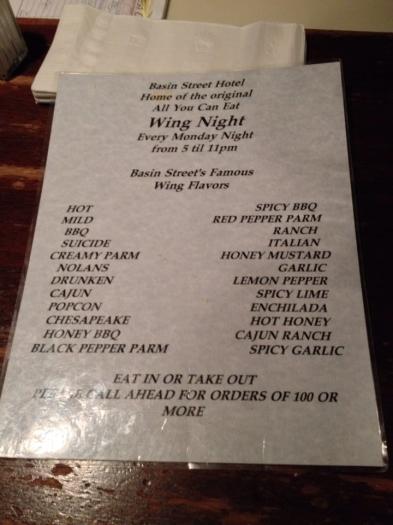 Basin Street Hotel
Home of the original
All You Can Eat
Wing Night
Every Monday Night
from 5 til 11pm
Basin Street's Famous
Wing Flavors
HOT SPICY BBQ
MILD RED PEPPER PARM
BBQ RANCH
SUICIDE ITALIAN
CREAMY PARM HONEY MUSTARD
NOLANS GARLIC
DRUNKEN LEMON PEPPER
CAJUN SPICY LIME
POPCON ENCHILADA
CHESAPEAKE HOT HONEY
HONEY BBQ CAJUN RANCH
BLACK PEPPER PARM SPICY GARLIC
EAT IN OR TAKE OUT
PLEASE CALL AHEAD FOR ORDERS OF 100 OR
MORE